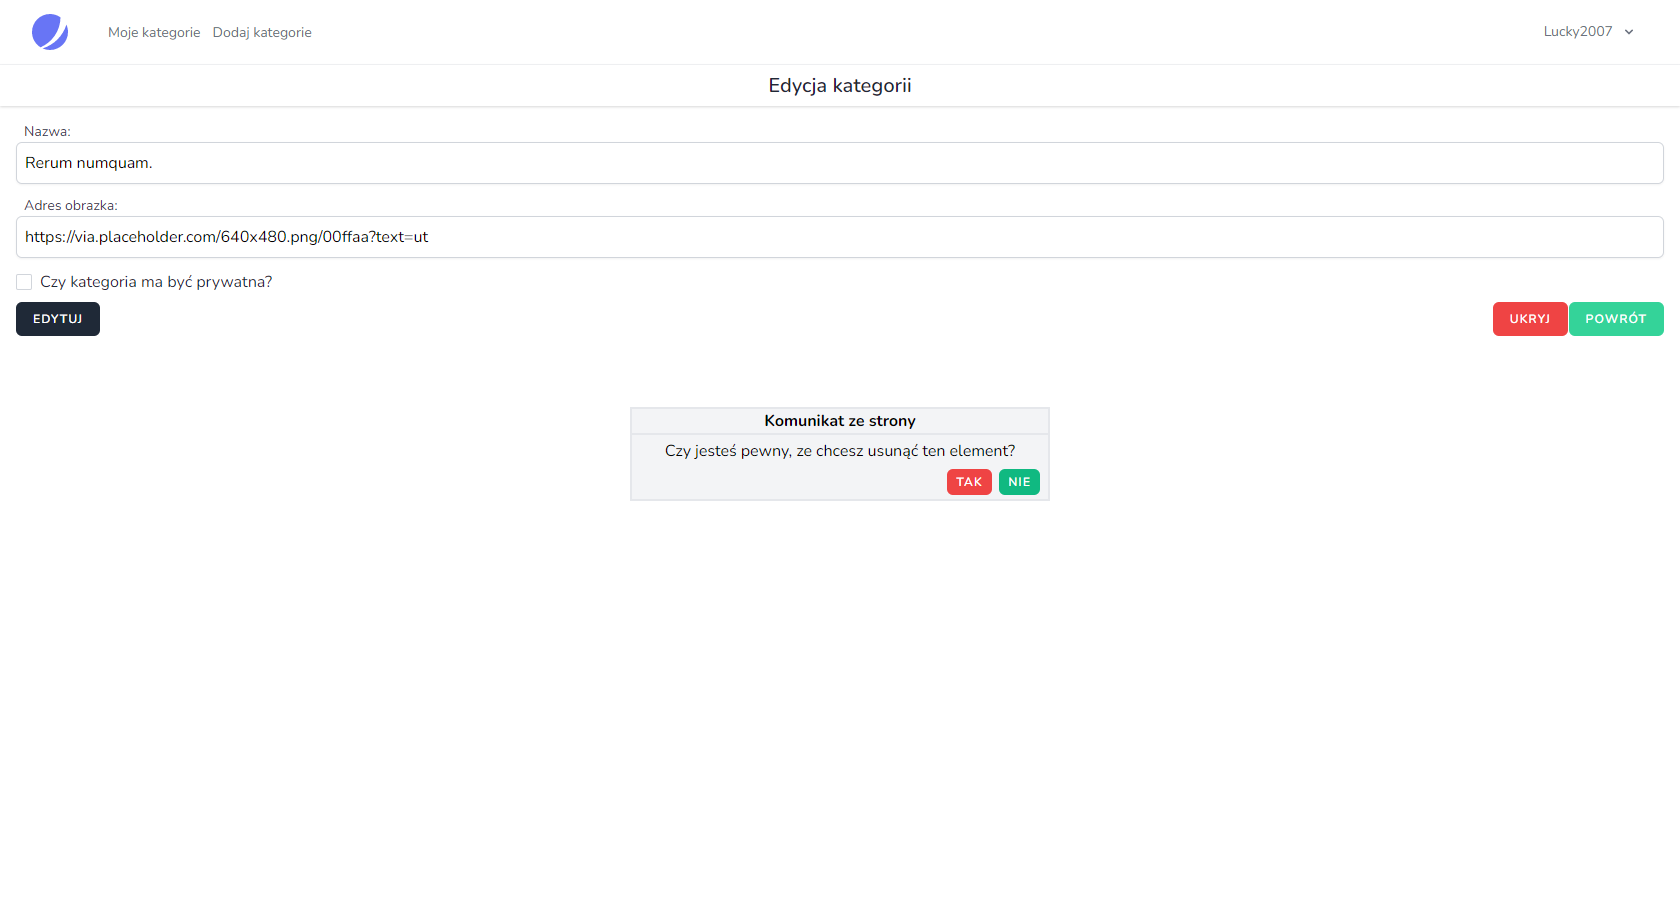 Moje kategorie Dodaj kategorie Lucky2007
Edycja kategorii
Nazwa:
Rerum numquam.
Adres obrazka:
https://via.placeholder.com/640x480.png/00ffaa?text=ut
Czy kategoria ma być prywatna?
EDYTUJ UKRYJ POWRÓT
Komunikat ze strony
Czy jesteś pewny, ze chcesz usunąć ten element?
TAK NIE